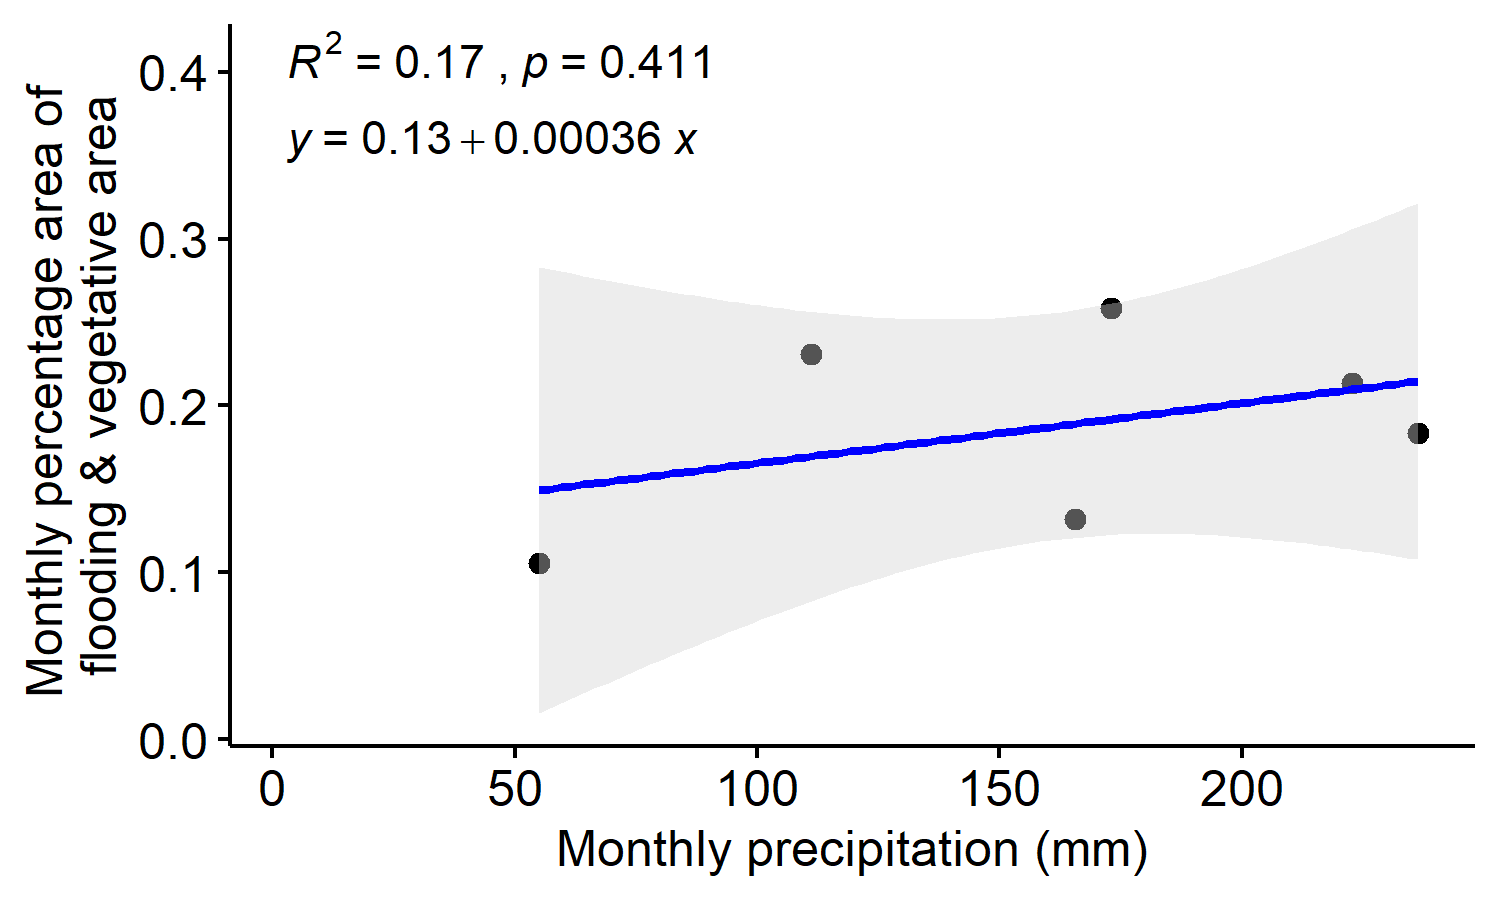 R² = 0.17 , p = 0.411
y = 0.13 + 0.00036 x
Monthly percentage area of
flooding & vegetative area
0.4
0.3
0.2
0.1
0.0
0 50 100 150 200
Monthly precipitation (mm)